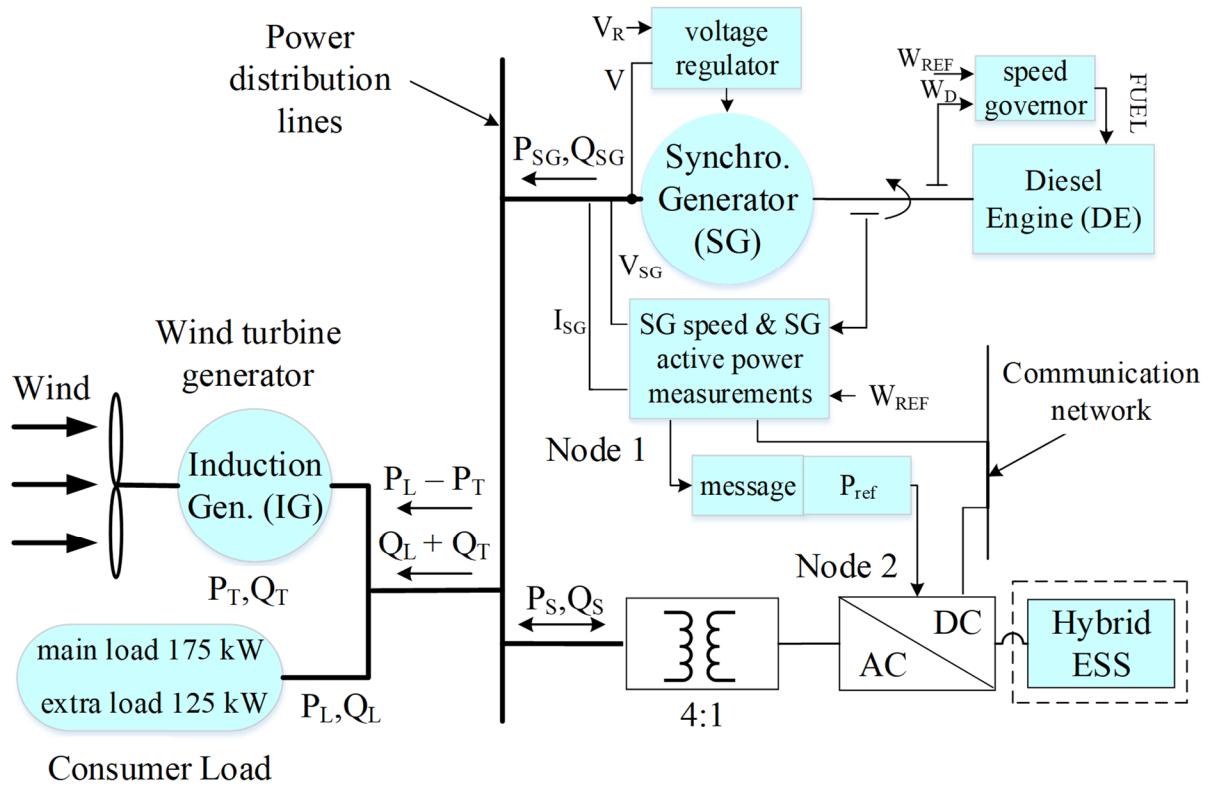 Power
distribution
lines
V_R
voltage
regulator
V
W_REF
W_D
speed
governor
FUEL
P_SG,Q_SG
Synchro.
Generator
(SG)
Diesel
Engine (DE)
V_SG
I_SG
SG speed & SG
active power
measurements
W_REF
Communication
network
Node 1
message
P_ref
Wind turbine
generator
Wind
Induction
Gen. (IG)
P_L – P_T
Q_L + Q_T
P_T,Q_T
Node 2
P_S,Q_S
DC
AC
Hybrid
ESS
4:1
main load 175 kW
extra load 125 kW
P_L,Q_L
Consumer Load